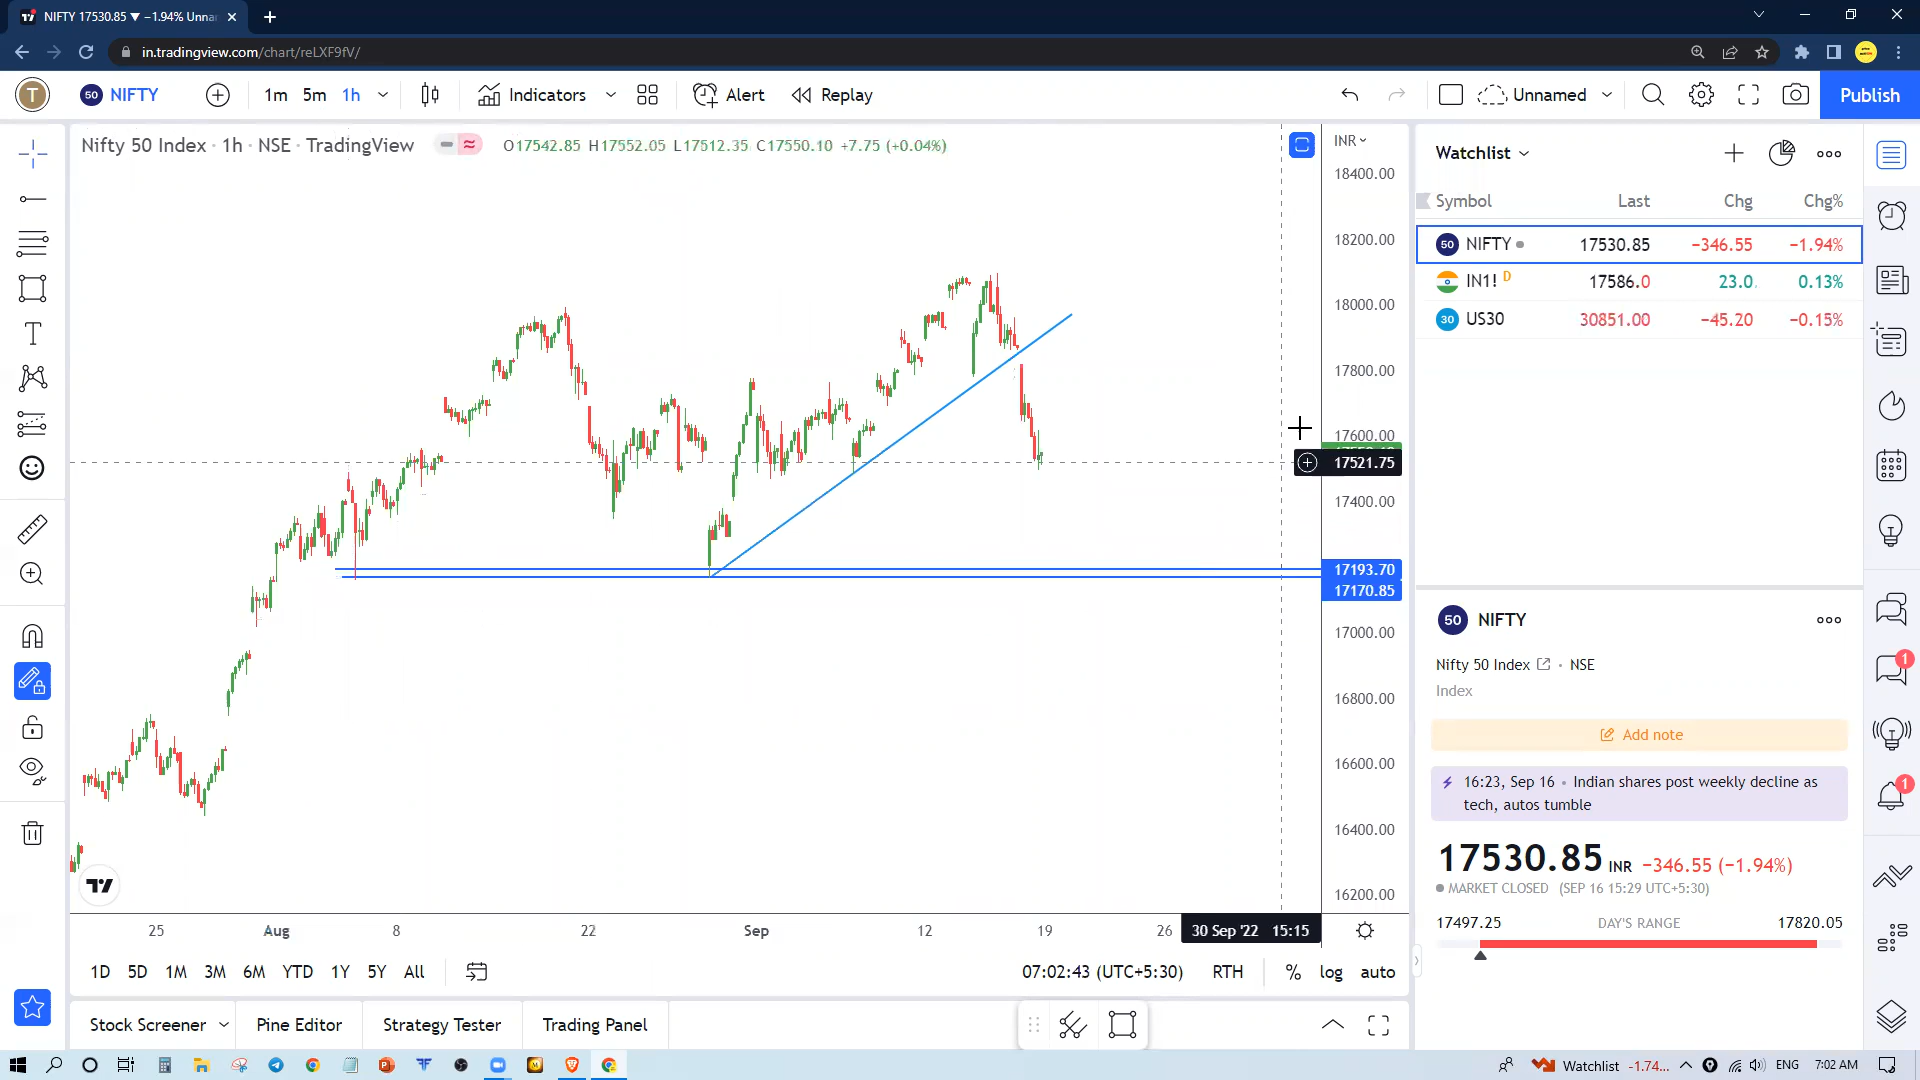 NIFTY 17530.85 ▼ −1.94% Unna
in.tradingview.com/chart/reLXF9fV/
T 50 NIFTY 1m 5m 1h Indicators Alert Replay Unnamed Publish
Nifty 50 Index · 1h · NSE · TradingView O17542.85 H17552.05 L17512.35 C17550.10 +7.75 (+0.04%)
INR
18400.00
18200.00
18000.00
17800.00
17600.00
17521.75
17400.00
17193.70
17170.85
17000.00
16800.00
16600.00
16400.00
16200.00
25 Aug 8 22 Sep 12 19 26 30 Sep '22 15:15
1D 5D 1M 3M 6M YTD 1Y 5Y All 07:02:43 (UTC+5:30) RTH % log auto
Stock Screener Pine Editor Strategy Tester Trading Panel
Watchlist
Symbol Last Chg Chg%
50 NIFTY 17530.85 −346.55 −1.94%
IN1! D 17586.0 23.0 0.13%
30 US30 30851.00 −45.20 −0.15%
50 NIFTY
Nifty 50 Index · NSE
Index
Add note
16:23, Sep 16 • Indian shares post weekly decline as
tech, autos tumble
17530.85 INR −346.55 (−1.94%)
MARKET CLOSED (SEP 16 15:29 UTC+5:30)
17497.25 DAY'S RANGE 17820.05
1
1
Watchlist -1.74... ENG 7:02 AM